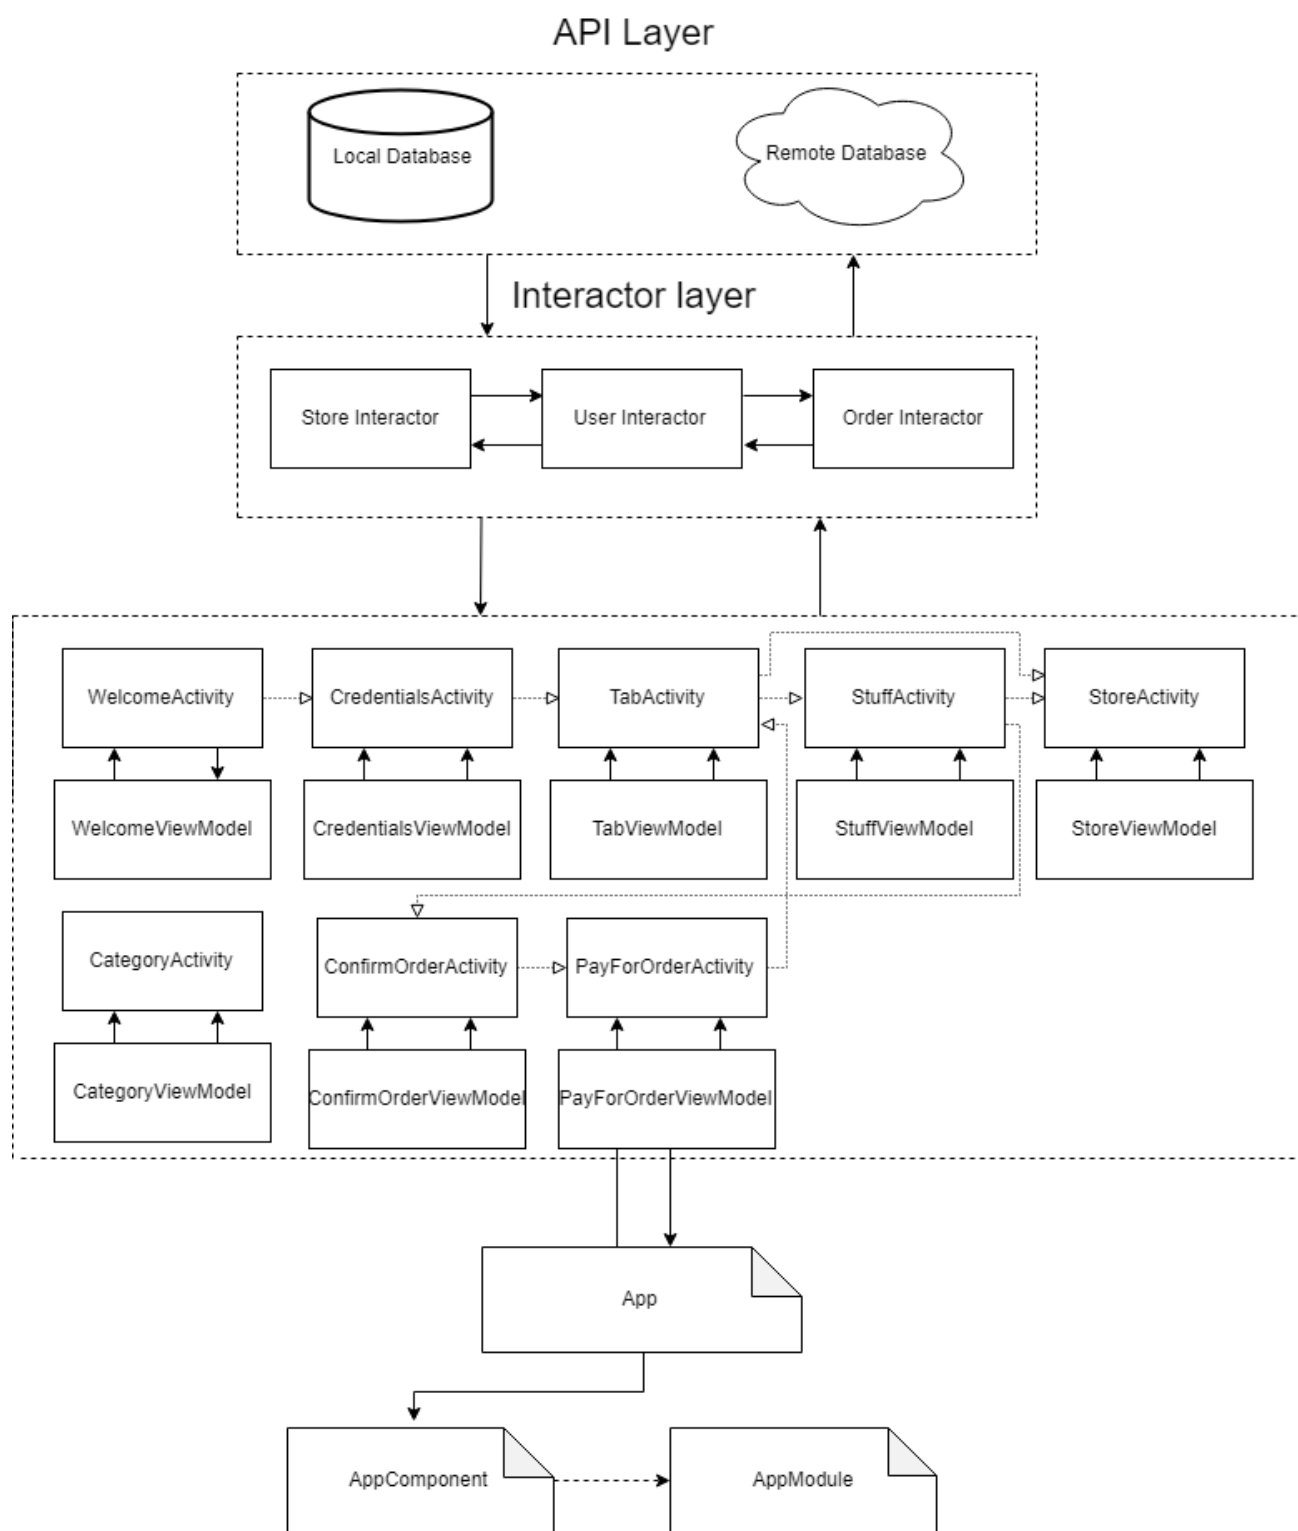 API Layer
Local Database
Remote Database
Interactor layer
Store Interactor
User Interactor
Order Interactor
WelcomeActivity
CredentialsActivity
TabActivity
StuffActivity
StoreActivity
WelcomeViewModel
CredentialsViewModel
TabViewModel
StuffViewModel
StoreViewModel
CategoryActivity
ConfirmOrderActivity
PayForOrderActivity
CategoryViewModel
ConfirmOrderViewModel
PayForOrderViewModel
App
AppComponent
AppModule